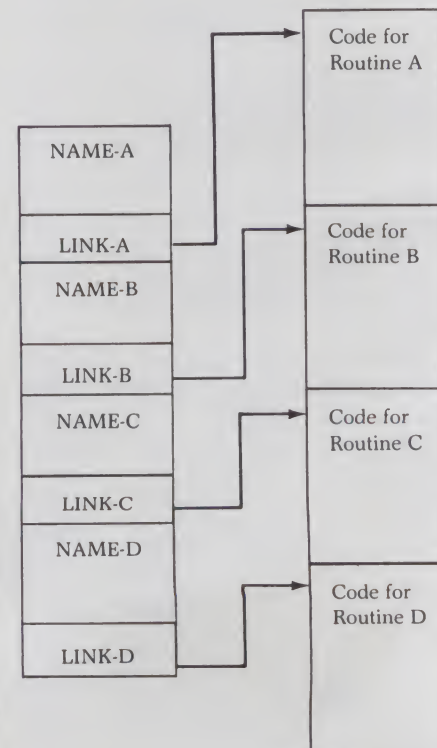 NAME-A
LINK-A
NAME-B
LINK-B
NAME-C
LINK-C
NAME-D
LINK-D
Code for
Routine A
Code for
Routine B
Code for
Routine C
Code for
Routine D